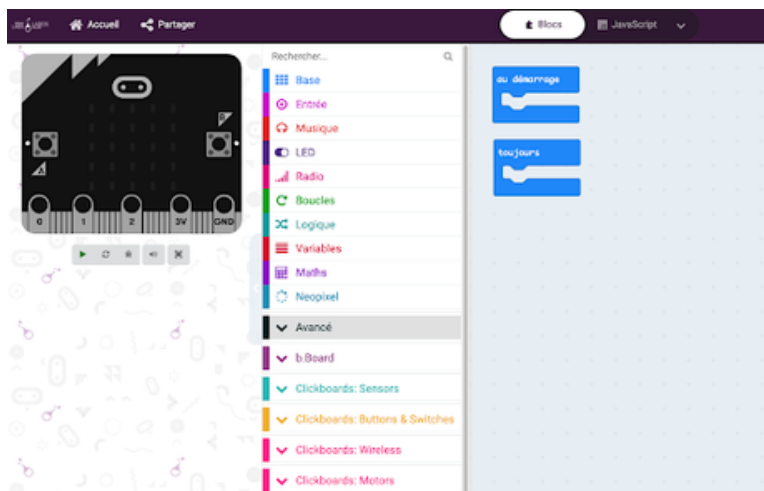 Accueil
Partager
Blocs
JavaScript
A
B
0
1
2
3V
GND
Rechercher...
Base
Entrée
Musique
LED
Radio
Boucles
Logique
Variables
Maths
Neopixel
Avancé
b.Board
Clickboards: Sensors
Clickboards: Buttons & Switches
Clickboards: Wireless
Clickboards: Motors
au démarrage
toujours